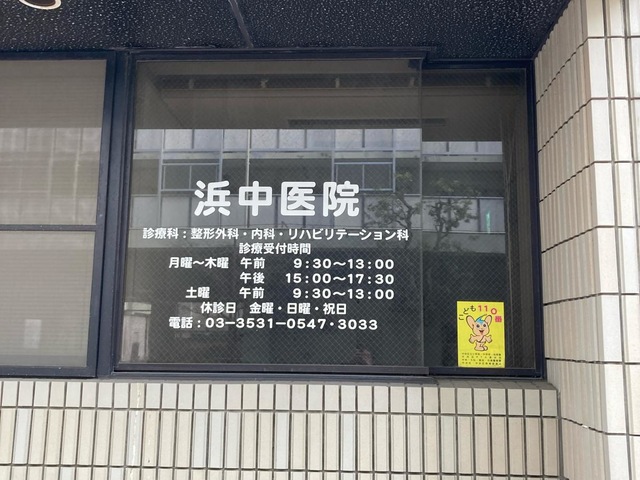 浜中医院
診療科：整形外科・内科・リハビリテーション科
診療受付時間
月曜～木曜 午前 9：30～13：00
午後 15：00～17：30
土曜 午前 9：30～13：00
休診日 金曜・日曜・祝日
電話：03－3531－0547・3033
こども110番